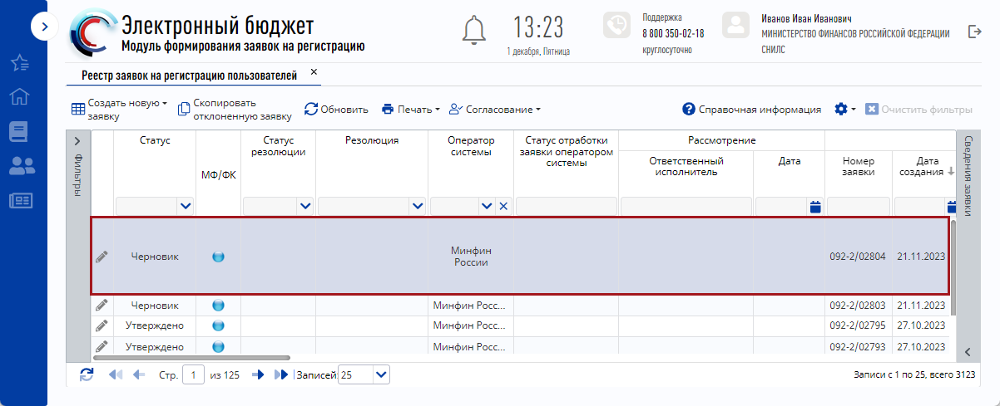 Электронный бюджет
Модуль формирования заявок на регистрацию
13:23
1 декабря, Пятница
Поддержка
8 800 350-02-18
круглосуточно
Иванов Иван Иванович
МИНИСТЕРСТВО ФИНАНСОВ РОССИЙСКОЙ ФЕДЕРАЦИИ
СНИЛС
Реестр заявок на регистрацию пользователей
Создать новую
заявку
Скопировать
отклоненную заявку
Обновить
Печать
Согласование
Справочная информация
Очистить фильтры
Фильтры
Статус
МФ/ФК
Статус
резолюции
Резолюция
Оператор
системы
Статус отработки
заявки оператором
системы
Рассмотрение
Ответственный
исполнитель
Дата
Номер
заявки
Дата
создания
Сведения заявки
Черновик
Минфин
России
092-2/02804
21.11.2023
Черновик Минфин Росс... 092-2/02803 21.11.2023
Утверждено Минфин Росс... 092-2/02795 27.10.2023
Утверждено Минфин Росс... 092-2/02793 27.10.2023
Стр. 1 из 125 Записей 25 Записи с 1 по 25, всего 3123